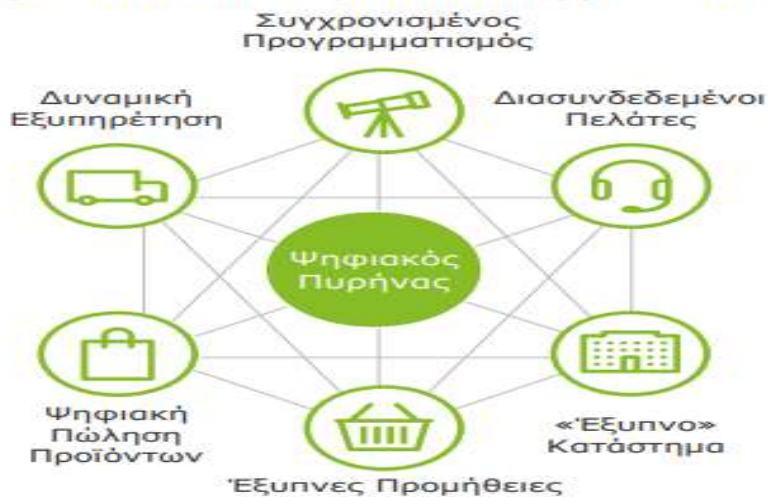 Συγχρονισμένος
Προγραμματισμός
Δυναμική
Εξυπηρέτηση
Διασυνδεδεμένοι
Πελάτες
Ψηφιακός
Πυρήνας
Ψηφιακή
Πώληση
Προϊόντων
«Έξυπνο»
Κατάστημα
Έξυπνες Προμήθειες